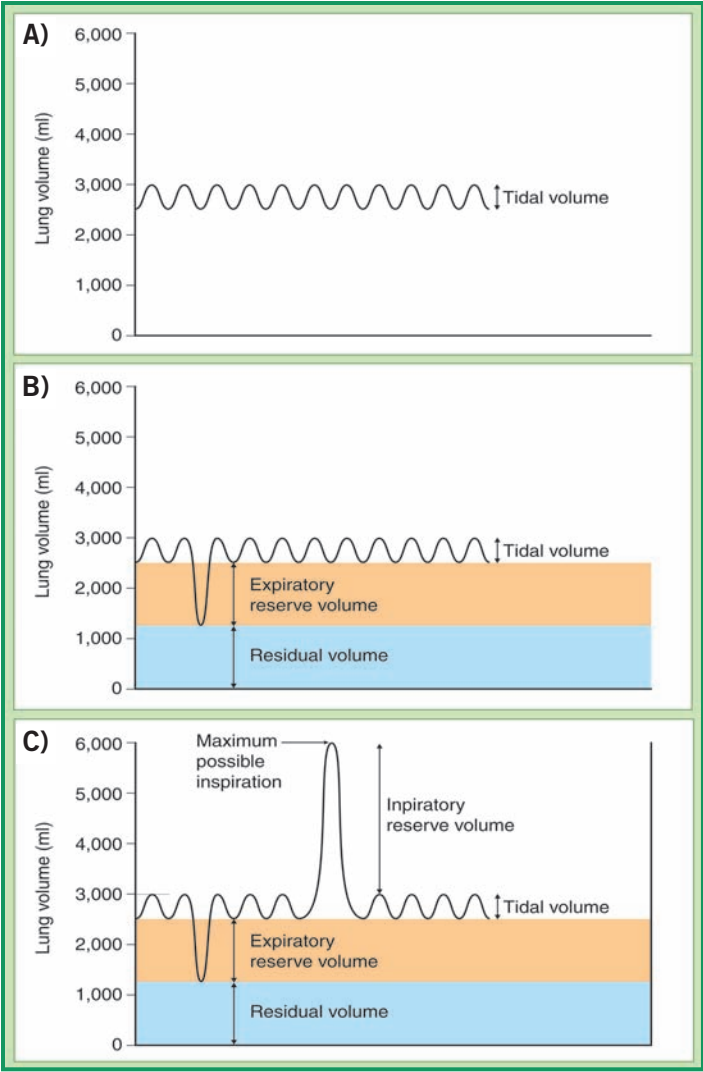 A)
6,000
5,000
4,000
3,000
2,000
1,000
0
Lung volume (ml)
Tidal volume
B)
6,000
5,000
4,000
3,000
2,000
1,000
0
Lung volume (ml)
Tidal volume
Expiratory
reserve volume
Residual volume
C)
6,000
5,000
4,000
3,000
2,000
1,000
0
Lung volume (ml)
Maximum
possible
inspiration
Inpiratory
reserve volume
Tidal volume
Expiratory
reserve volume
Residual volume